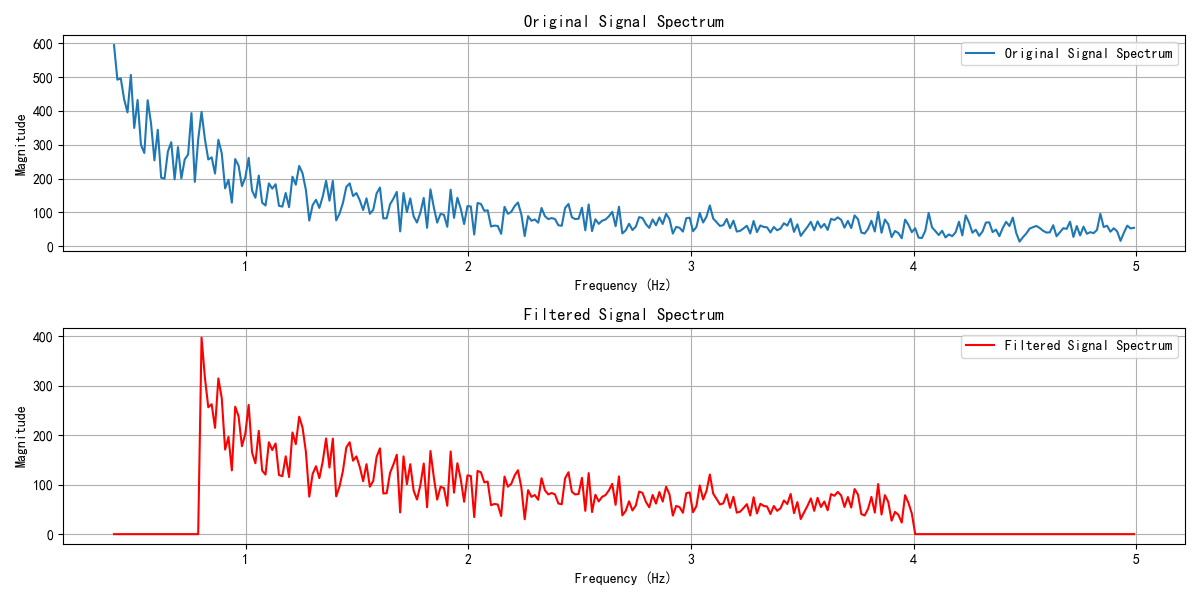 Original Signal Spectrum
600
500
400
300
200
100
0
Magnitude
Original Signal Spectrum
1
2
3
4
5
Frequency (Hz)
Filtered Signal Spectrum
400
300
200
100
0
Magnitude
Filtered Signal Spectrum
1
2
3
4
5
Frequency (Hz)